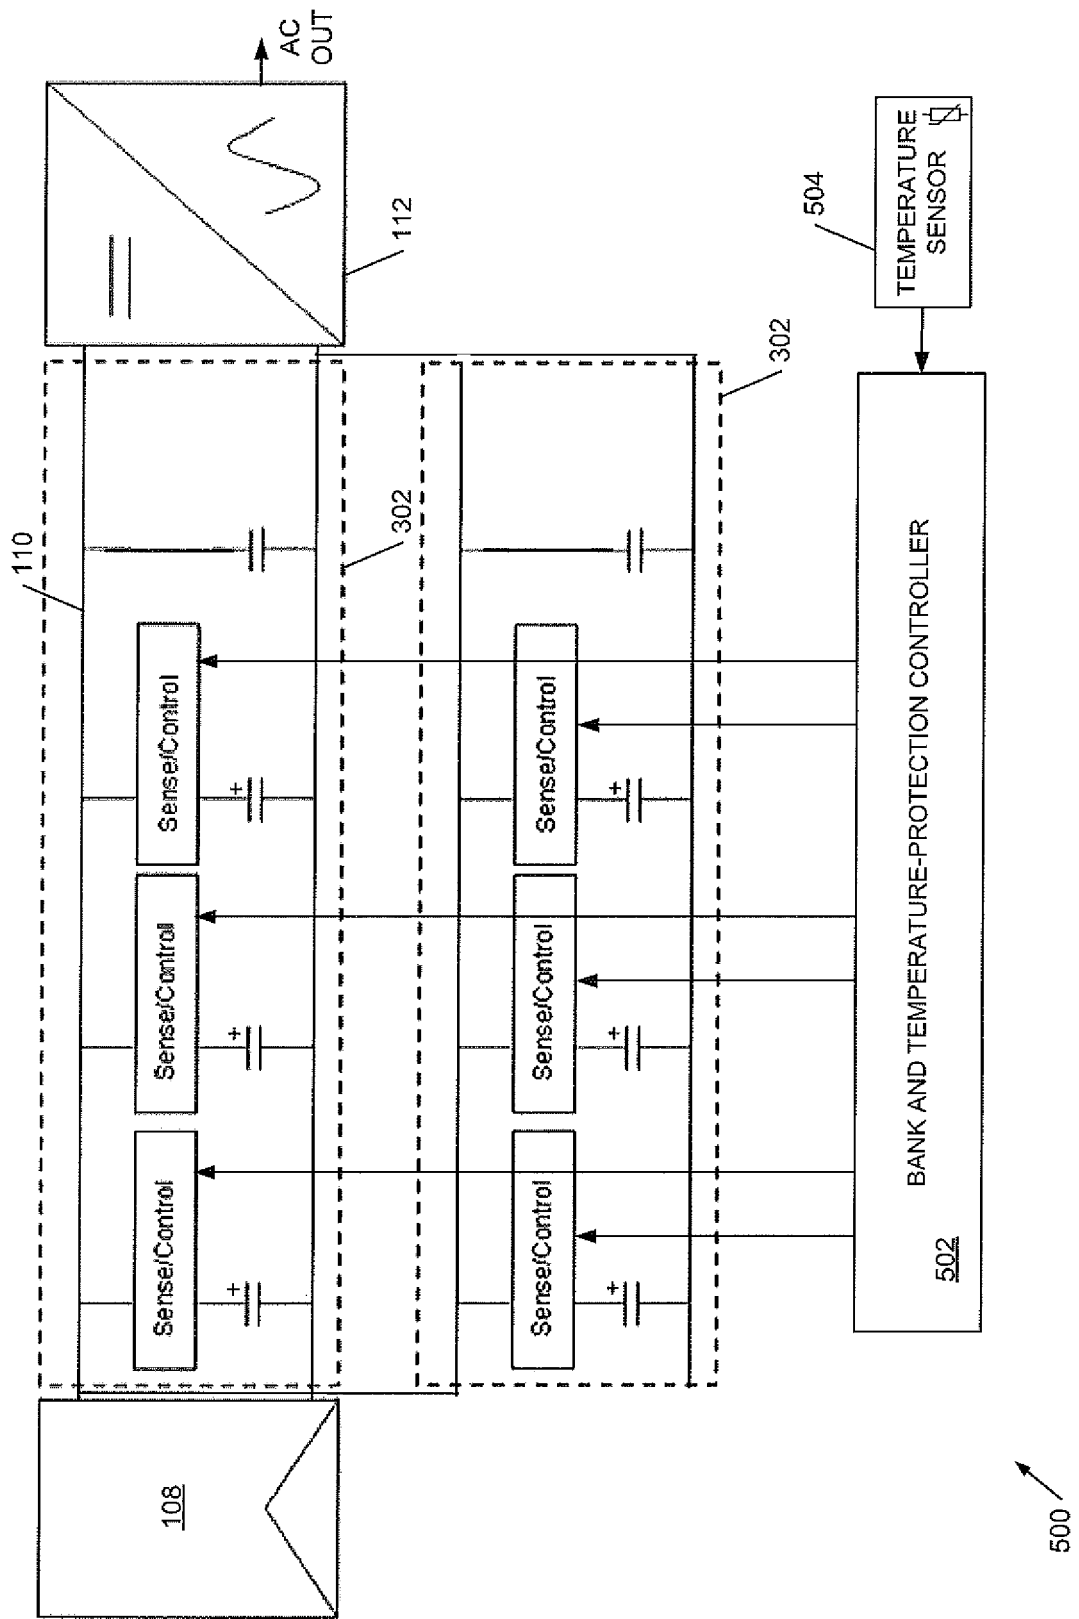 AC
OUT
112
110
302
Sense/Control
Sense/Control
Sense/Control
+
+
+
108
302
Sense/Control
Sense/Control
Sense/Control
+
+
+
504
TEMPERATURE
SENSOR
BANK AND TEMPERATURE-PROTECTION CONTROLLER
502
500